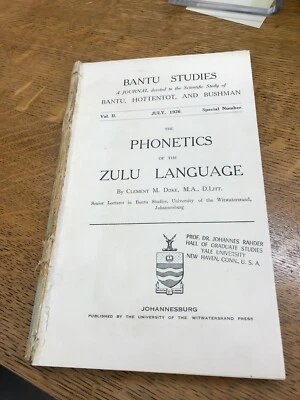 BANTU STUDIES
A JOURNAL devoted to the Scientific Study of
BANTU, HOTTENTOT, AND BUSHMAN
Vol. II. JULY, 1926. Special Number.
THE
PHONETICS
OF THE
ZULU LANGUAGE
By CLEMENT M. DOKE, M.A., D.LITT.
Senior Lecturer in Bantu Studies, University of the Witwatersrand,
Johannesburg
PROF. DR. JOHANNES RAHDER
HALL OF GRADUATE STUDIES
YALE UNIVERSITY
NEW HAVEN, CONN., U. S. A.
JOHANNESBURG
PUBLISHED BY THE UNIVERSITY OF THE WITWATERSRAND PRESS